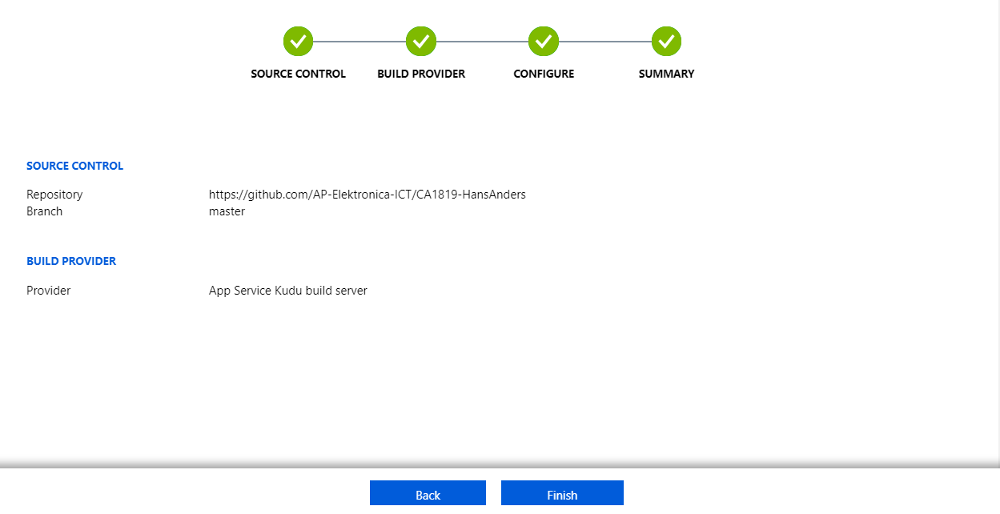 SOURCE CONTROL BUILD PROVIDER CONFIGURE SUMMARY
SOURCE CONTROL
Repository https://github.com/AP-Elektronica-ICT/CA1819-HansAnders
Branch master
BUILD PROVIDER
Provider App Service Kudu build server
Back Finish